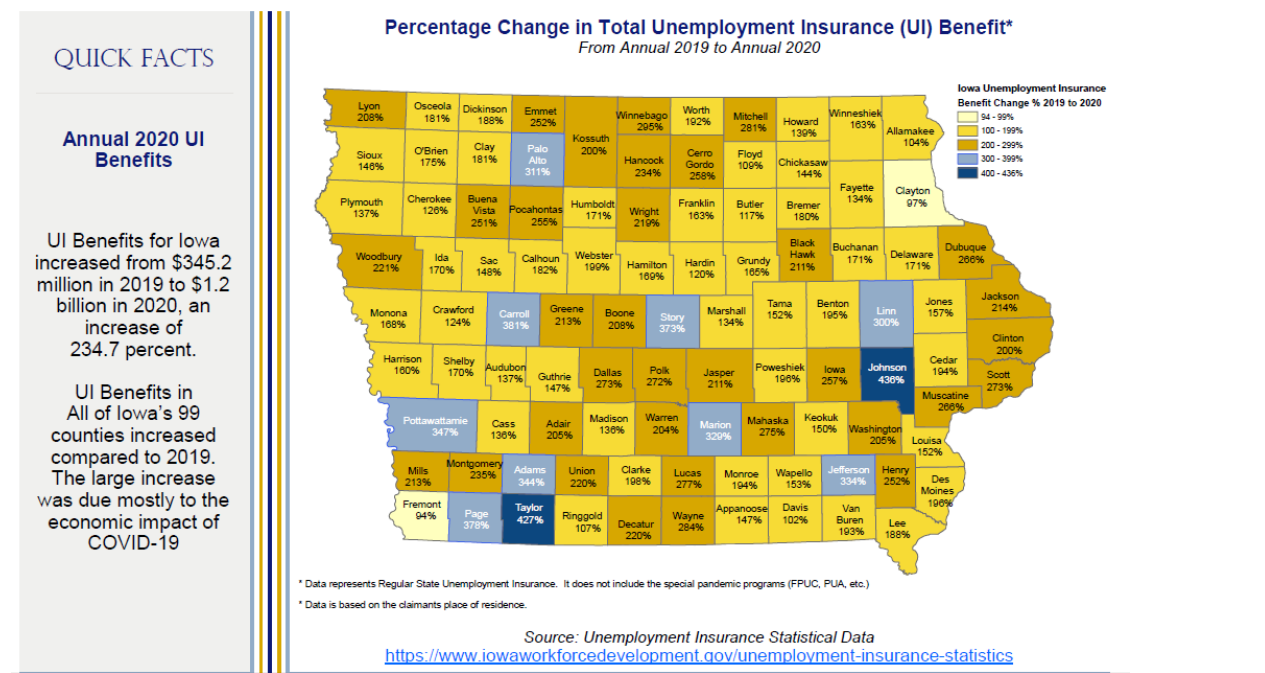 QUICK FACTS
Annual 2020 UI
Benefits
UI Benefits for Iowa
increased from $345.2
million in 2019 to $1.2
billion in 2020, an
increase of
234.7 percent.
UI Benefits in
All of Iowa's 99
counties increased
compared to 2019.
The large increase
was due mostly to the
economic impact of
COVID-19
Percentage Change in Total Unemployment Insurance (UI) Benefit*
From Annual 2019 to Annual 2020
Iowa Unemployment Insurance
Benefit Change % 2019 to 2020
94 - 99%
100 - 199%
200 - 299%
300 - 399%
400 - 436%
Lyon
208%
Osceola
181%
Dickinson
188%
Emmet
252%
Kossuth
200%
Winnebago
295%
Worth
192%
Mitchell
281%
Howard
139%
Winneshiek
163%
Allamakee
104%
Sioux
146%
O'Brien
175%
Clay
181%
Palo
Alto
311%
Hancock
234%
Cerro
Gordo
258%
Floyd
109%
Chickasaw
144%
Fayette
134%
Clayton
97%
Plymouth
137%
Cherokee
126%
Buena
Vista
251%
Pocahontas
255%
Humboldt
171%
Wright
219%
Franklin
163%
Butler
117%
Bremer
180%
Woodbury
221%
Ida
170%
Sac
148%
Calhoun
182%
Webster
199%
Hamilton
169%
Hardin
120%
Grundy
165%
Black
Hawk
211%
Buchanan
171%
Delaware
171%
Dubuque
266%
Monona
168%
Crawford
124%
Carroll
381%
Greene
213%
Boone
208%
Story
373%
Marshall
134%
Tama
152%
Benton
195%
Linn
300%
Jones
157%
Jackson
214%
Clinton
200%
Harrison
160%
Shelby
170%
Audubon
137%
Guthrie
147%
Dallas
273%
Polk
272%
Jasper
211%
Poweshiek
196%
Iowa
257%
Johnson
436%
Cedar
194%
Scott
273%
Muscatine
266%
Pottawattamie
347%
Cass
136%
Adair
205%
Madison
136%
Warren
204%
Marion
329%
Mahaska
275%
Keokuk
150%
Washington
205%
Louisa
152%
Mills
213%
Montgomery
235%
Adams
344%
Union
220%
Clarke
198%
Lucas
277%
Monroe
194%
Wapello
153%
Jefferson
334%
Henry
252%
Des
Moines
196%
Fremont
94%
Page
378%
Taylor
427%
Ringgold
107%
Decatur
220%
Wayne
284%
Appanoose
147%
Davis
102%
Van
Buren
193%
Lee
188%
* Data represents Regular State Unemployment Insurance. It does not include the special pandemic programs (FPUC, PUA, etc.)
* Data is based on the claimants place of residence.
Source: Unemployment Insurance Statistical Data
https://www.iowaworkforcedevelopment.gov/unemployment-insurance-statistics